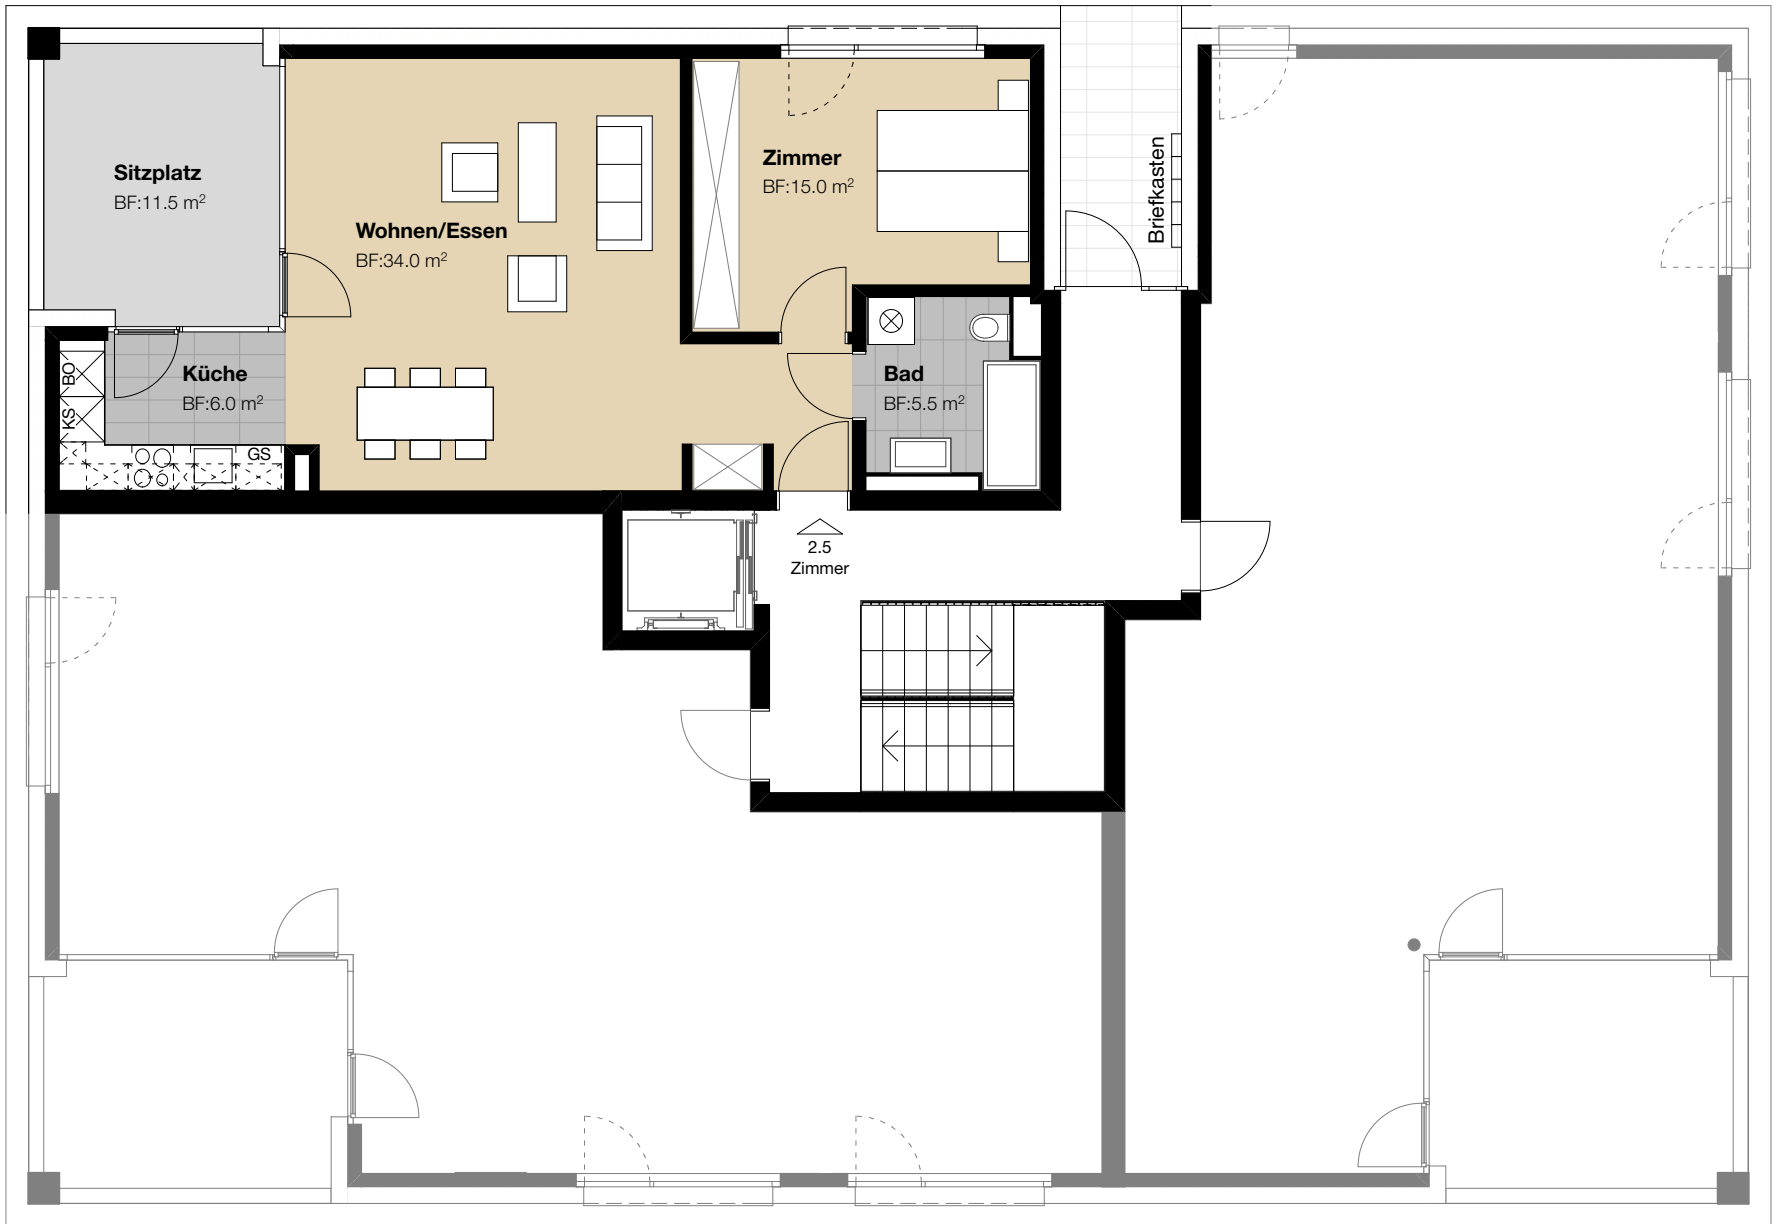 Sitzplatz
BF:11.5 m²
Wohnen/Essen
BF:34.0 m²
Zimmer
BF:15.0 m²
Briefkasten
BO
KS
Küche
BF:6.0 m²
GS
Bad
BF:5.5 m²
2.5
Zimmer